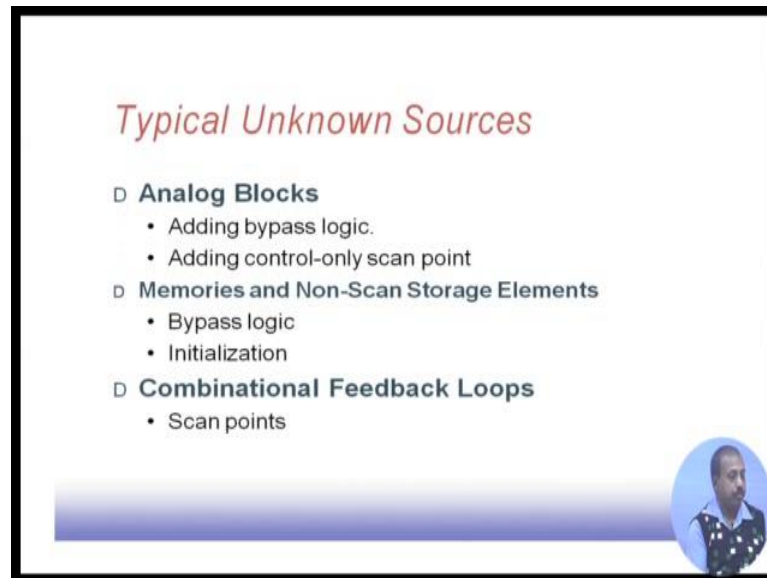 Typical Unknown Sources
D Analog Blocks
• Adding bypass logic.
• Adding control-only scan point
D Memories and Non-Scan Storage Elements
• Bypass logic
• Initialization
D Combinational Feedback Loops
• Scan points